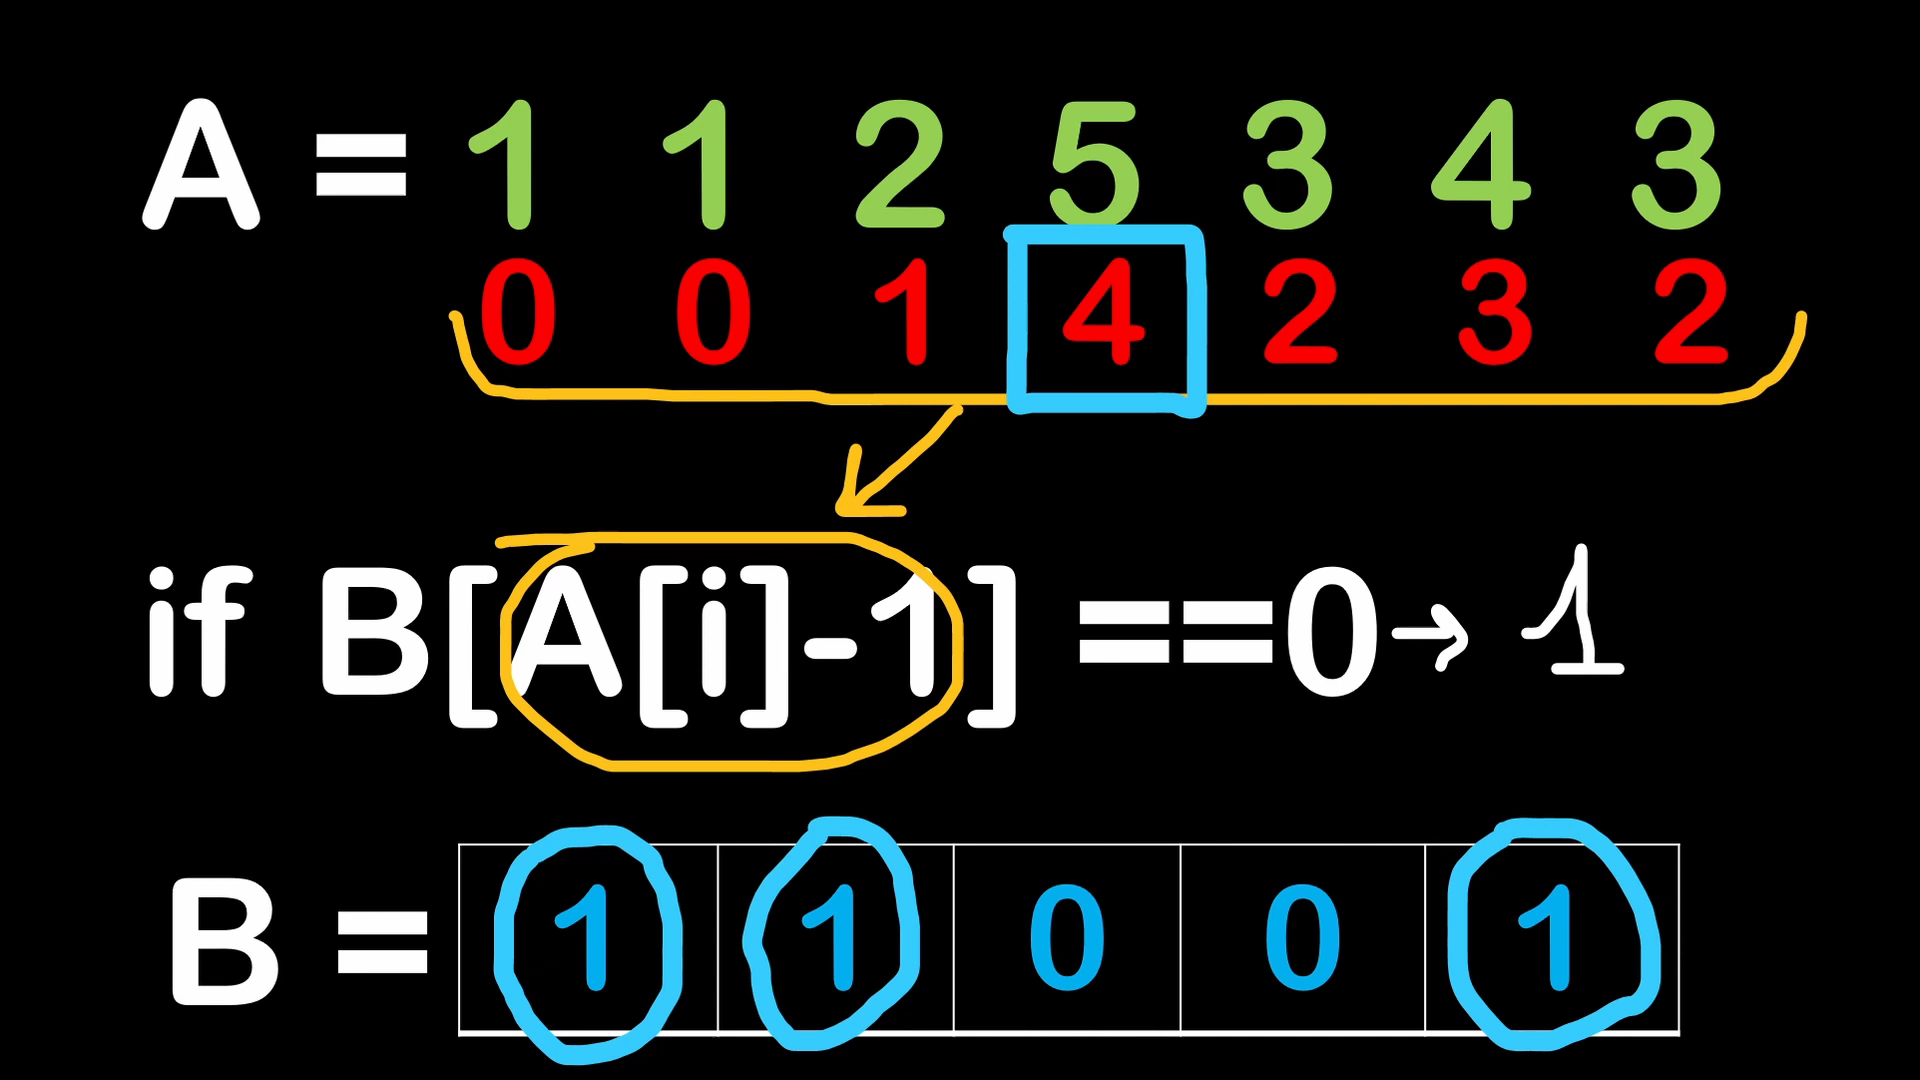 A = 1 1 2 5 3 4 3
0 0 1 4 2 3 2
if B[A[i]-1] ==0→ 1
B = 1 1 0 0 1